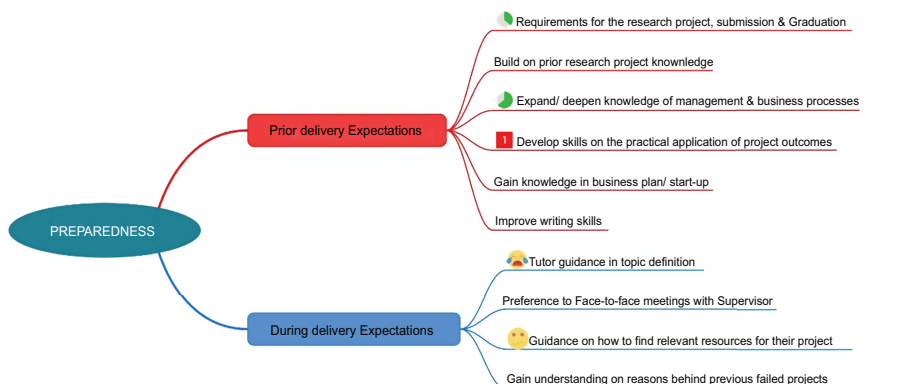 PREPAREDNESS
Prior delivery Expectations
Requirements for the research project, submission & Graduation
Build on prior research project knownledge
Expand/ deepen knowledge of management & business processes
1 Develop skills on the practical application of project outcomes
Gain knowledge in business plan/ start-up
Improve writing skills
During delivery Expectations
Tutor guidance in topic definition
Preference to Face-to-face meetings with Supervisor
Guidance on how to find relevant resources for their project
Gain understanding on reasons behind previous failed projects